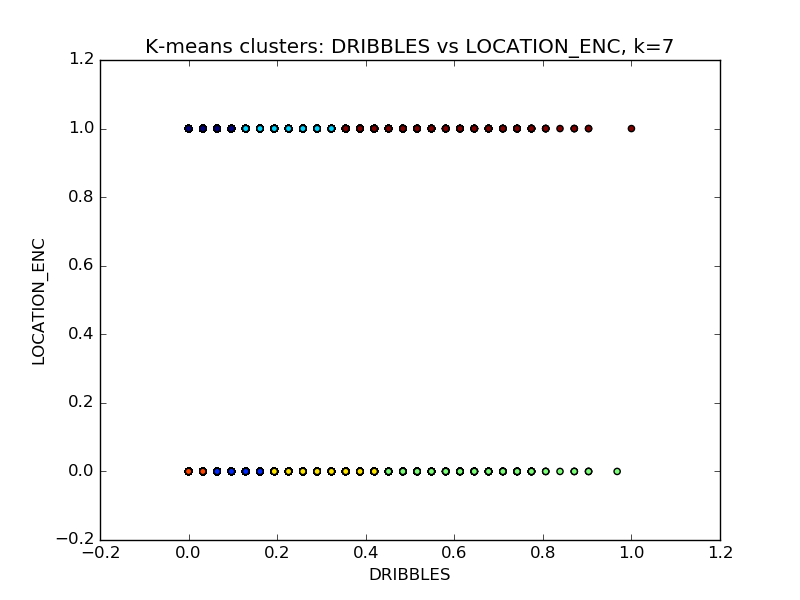 K-means clusters: DRIBBLES vs LOCATION_ENC, k=7
1.2
1.0
0.8
0.6
0.4
0.2
0.0
−0.2
LOCATION_ENC
−0.2 0.0 0.2 0.4 0.6 0.8 1.0 1.2
DRIBBLES